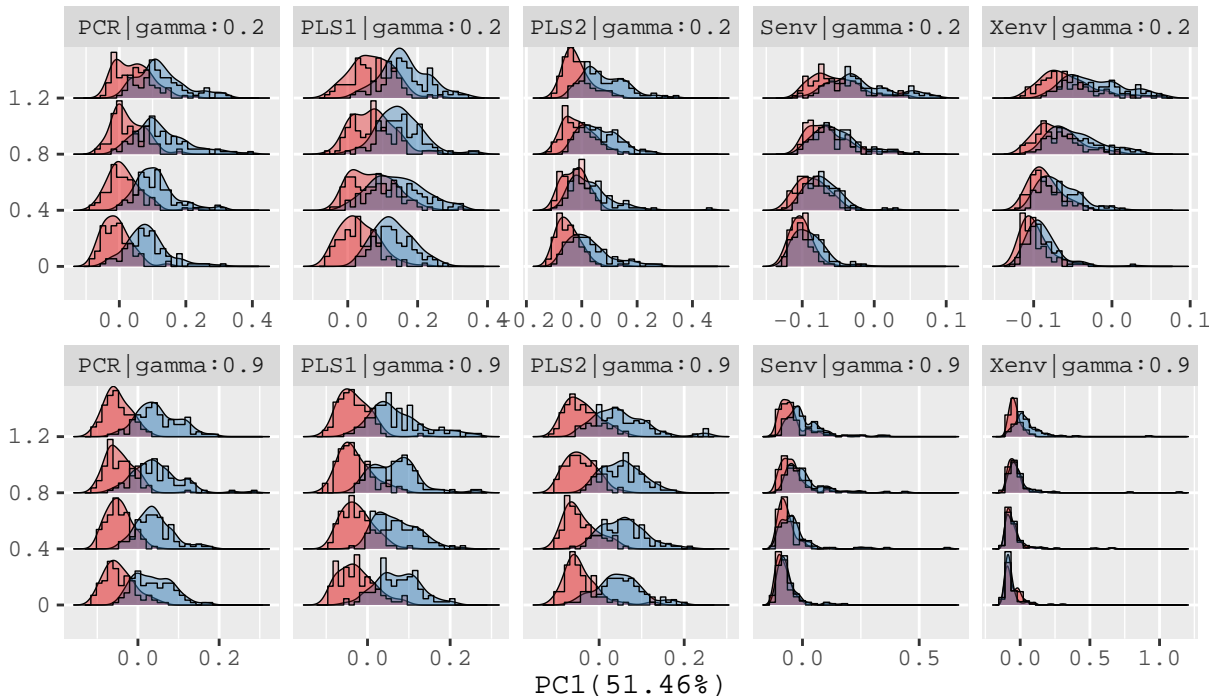 PCR|gamma:0.2 PLS1|gamma:0.2 PLS2|gamma:0.2 Senv|gamma:0.2 Xenv|gamma:0.2
1.2
0.8
0.4
0
0.0 0.2 0.4 0.0 0.2 0.4 -0.2 0.0 0.2 0.4 -0.1 0.0 -0.1 0.0 0.1
PCR|gamma:0.9 PLS1|gamma:0.9 PLS2|gamma:0.9 Senv|gamma:0.9 Xenv|gamma:0.9
1.2
0.8
0.4
0
0.0 0.2 0.0 0.2 0.0 0.2 0.0 0.5 0.0 0.5 1.0
PC1(51.46%)